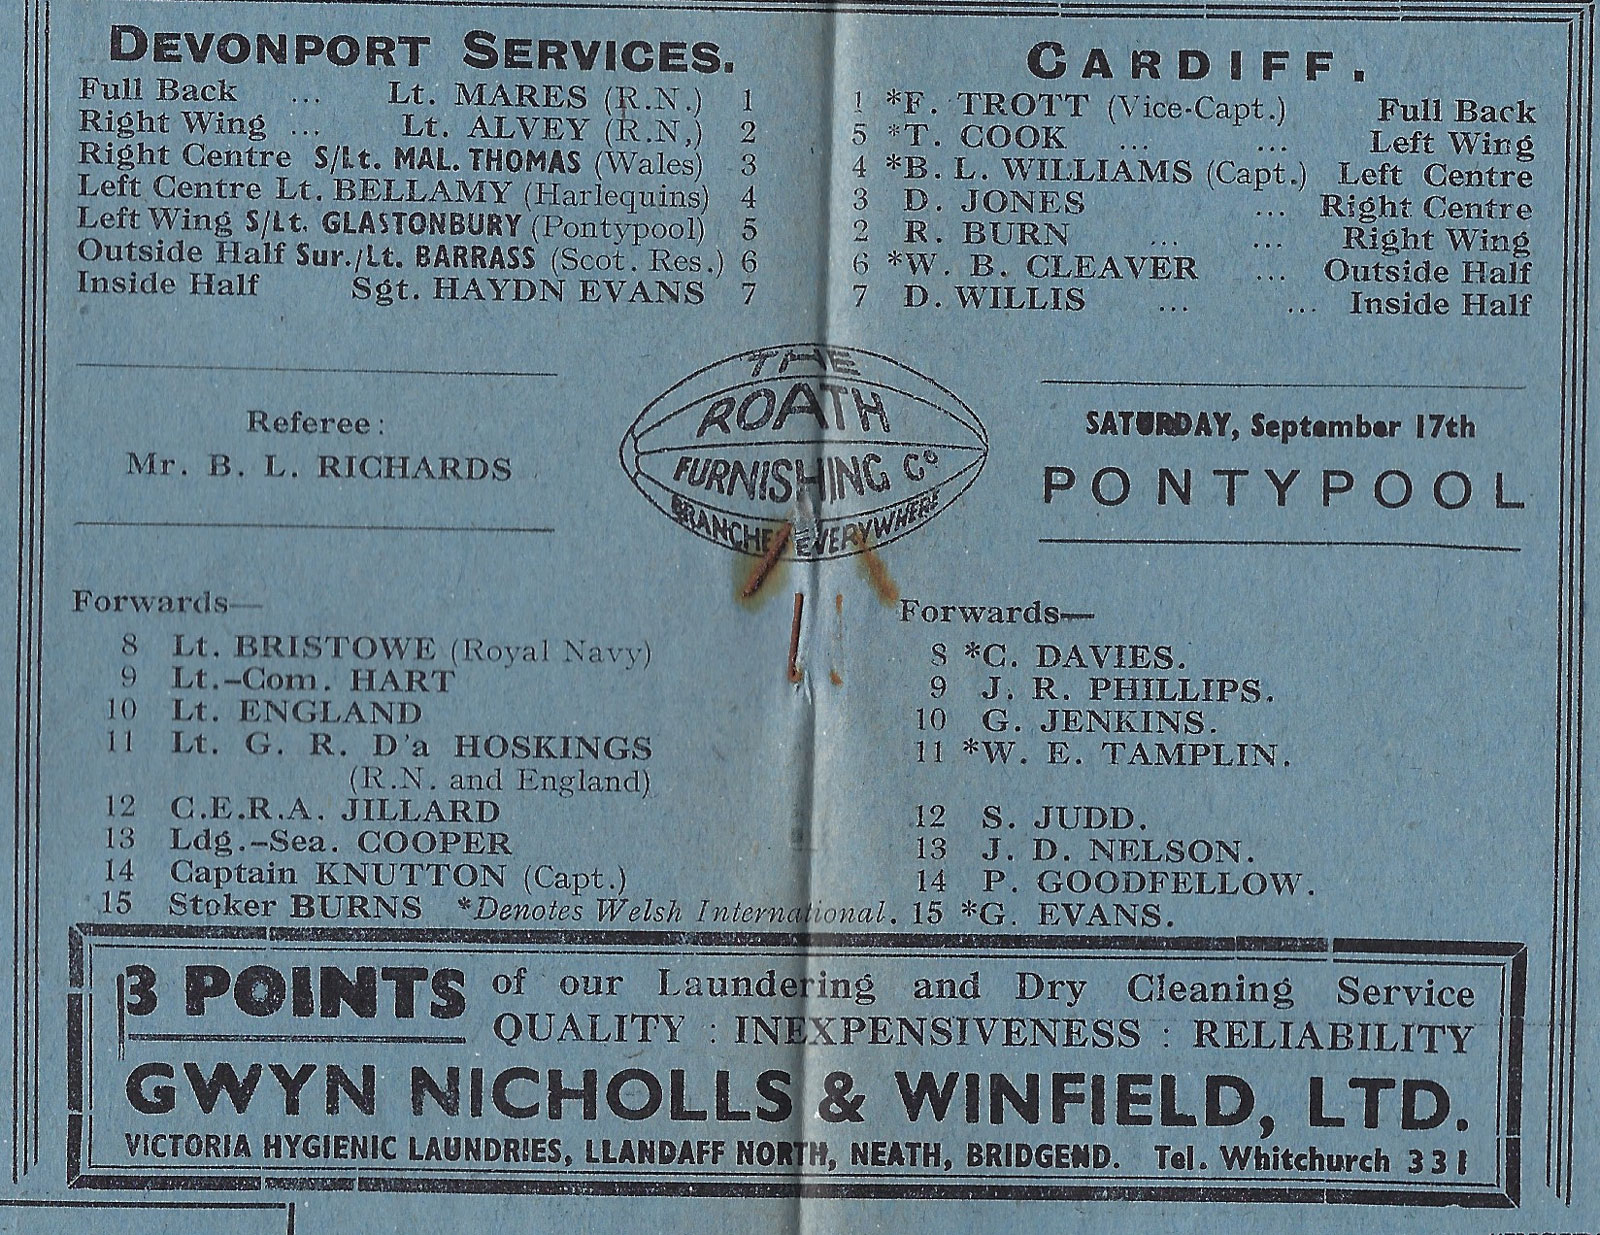 DEVONPORT SERVICES.
Full Back ... Lt. MARES (R.N.) 1
Right Wing ... Lt. ALVEY (R.N,) 2
Right Centre S/Lt. MAL. THOMAS (Wales) 3
Left Centre Lt. BELLAMY (Harlequins) 4
Left Wing S/Lt. GLASTONBURY (Pontypool) 5
Outside Half Sur./Lt. BARRASS (Scot. Res.) 6
Inside Half Sgt. HAYDN EVANS 7
CARDIFF.
1 *F. TROTT (Vice-Capt.) Full Back
5 *T. COOK ... ... Left Wing
4 *B. L. WILLIAMS (Capt.) Left Centre
3 D. JONES ... Right Centre
2 R. BURN ... ... Right Wing
6 *W. B. CLEAVER ... Outside Half
7 D. WILLIS ... ... Inside Half
Referee:
Mr. B. L. RICHARDS
THE
ROATH
FURNISHING Co
BRANCHES EVERYWHERE
SATURDAY, September 17th
PONTYPOOL
Forwards—
8 Lt. BRISTOWE (Royal Navy)
9 Lt.-Com. HART
10 Lt. ENGLAND
11 Lt. G. R. D'a HOSKINGS
(R.N. and England)
12 C.E.R.A. JILLARD
13 Ldg.-Sea. COOPER
14 Captain KNUTTON (Capt.)
15 Stoker BURNS *Denotes Welsh International.
Forwards—
8 *C. DAVIES.
9 J. R. PHILLIPS.
10 G. JENKINS.
11 *W. E. TAMPLIN.
12 S. JUDD.
13 J. D. NELSON.
14 P. GOODFELLOW.
15 *G. EVANS.
3 POINTS of our Laundering and Dry Cleaning Service
QUALITY : INEXPENSIVENESS : RELIABILITY
GWYN NICHOLLS & WINFIELD, LTD.
VICTORIA HYGIENIC LAUNDRIES, LLANDAFF NORTH, NEATH, BRIDGEND. Tel. Whitchurch 331